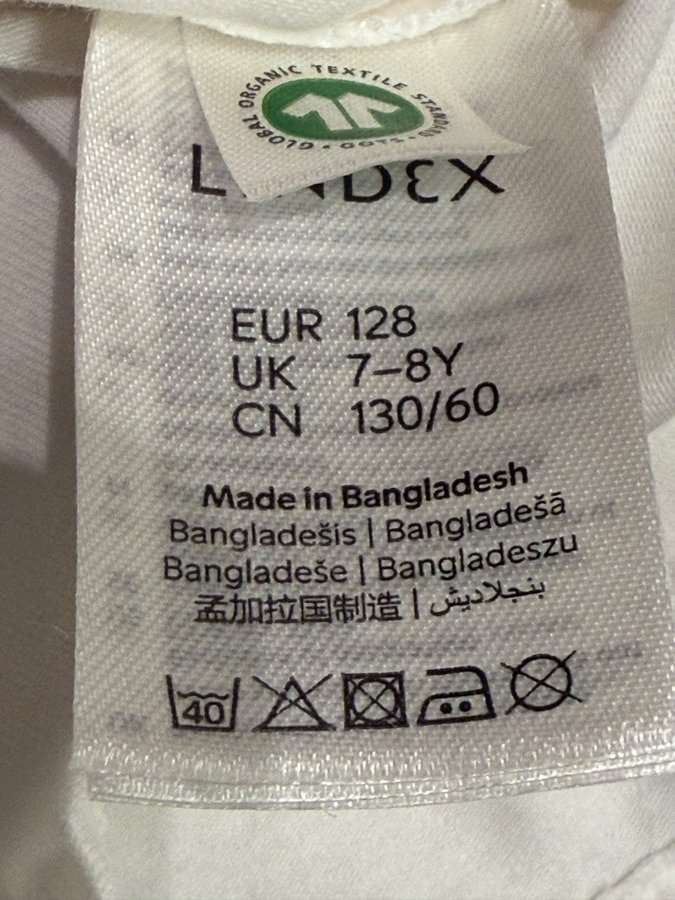 GLOBAL ORGANIC TEXTILE STANDARD • GOTS •
LINDEX
EUR 128
UK 7–8Y
CN 130/60
Made in Bangladesh
Bangladešis | Bangladešā
Bangladeše | Bangladeszu
孟加拉国制造 | بنجلاديش
40